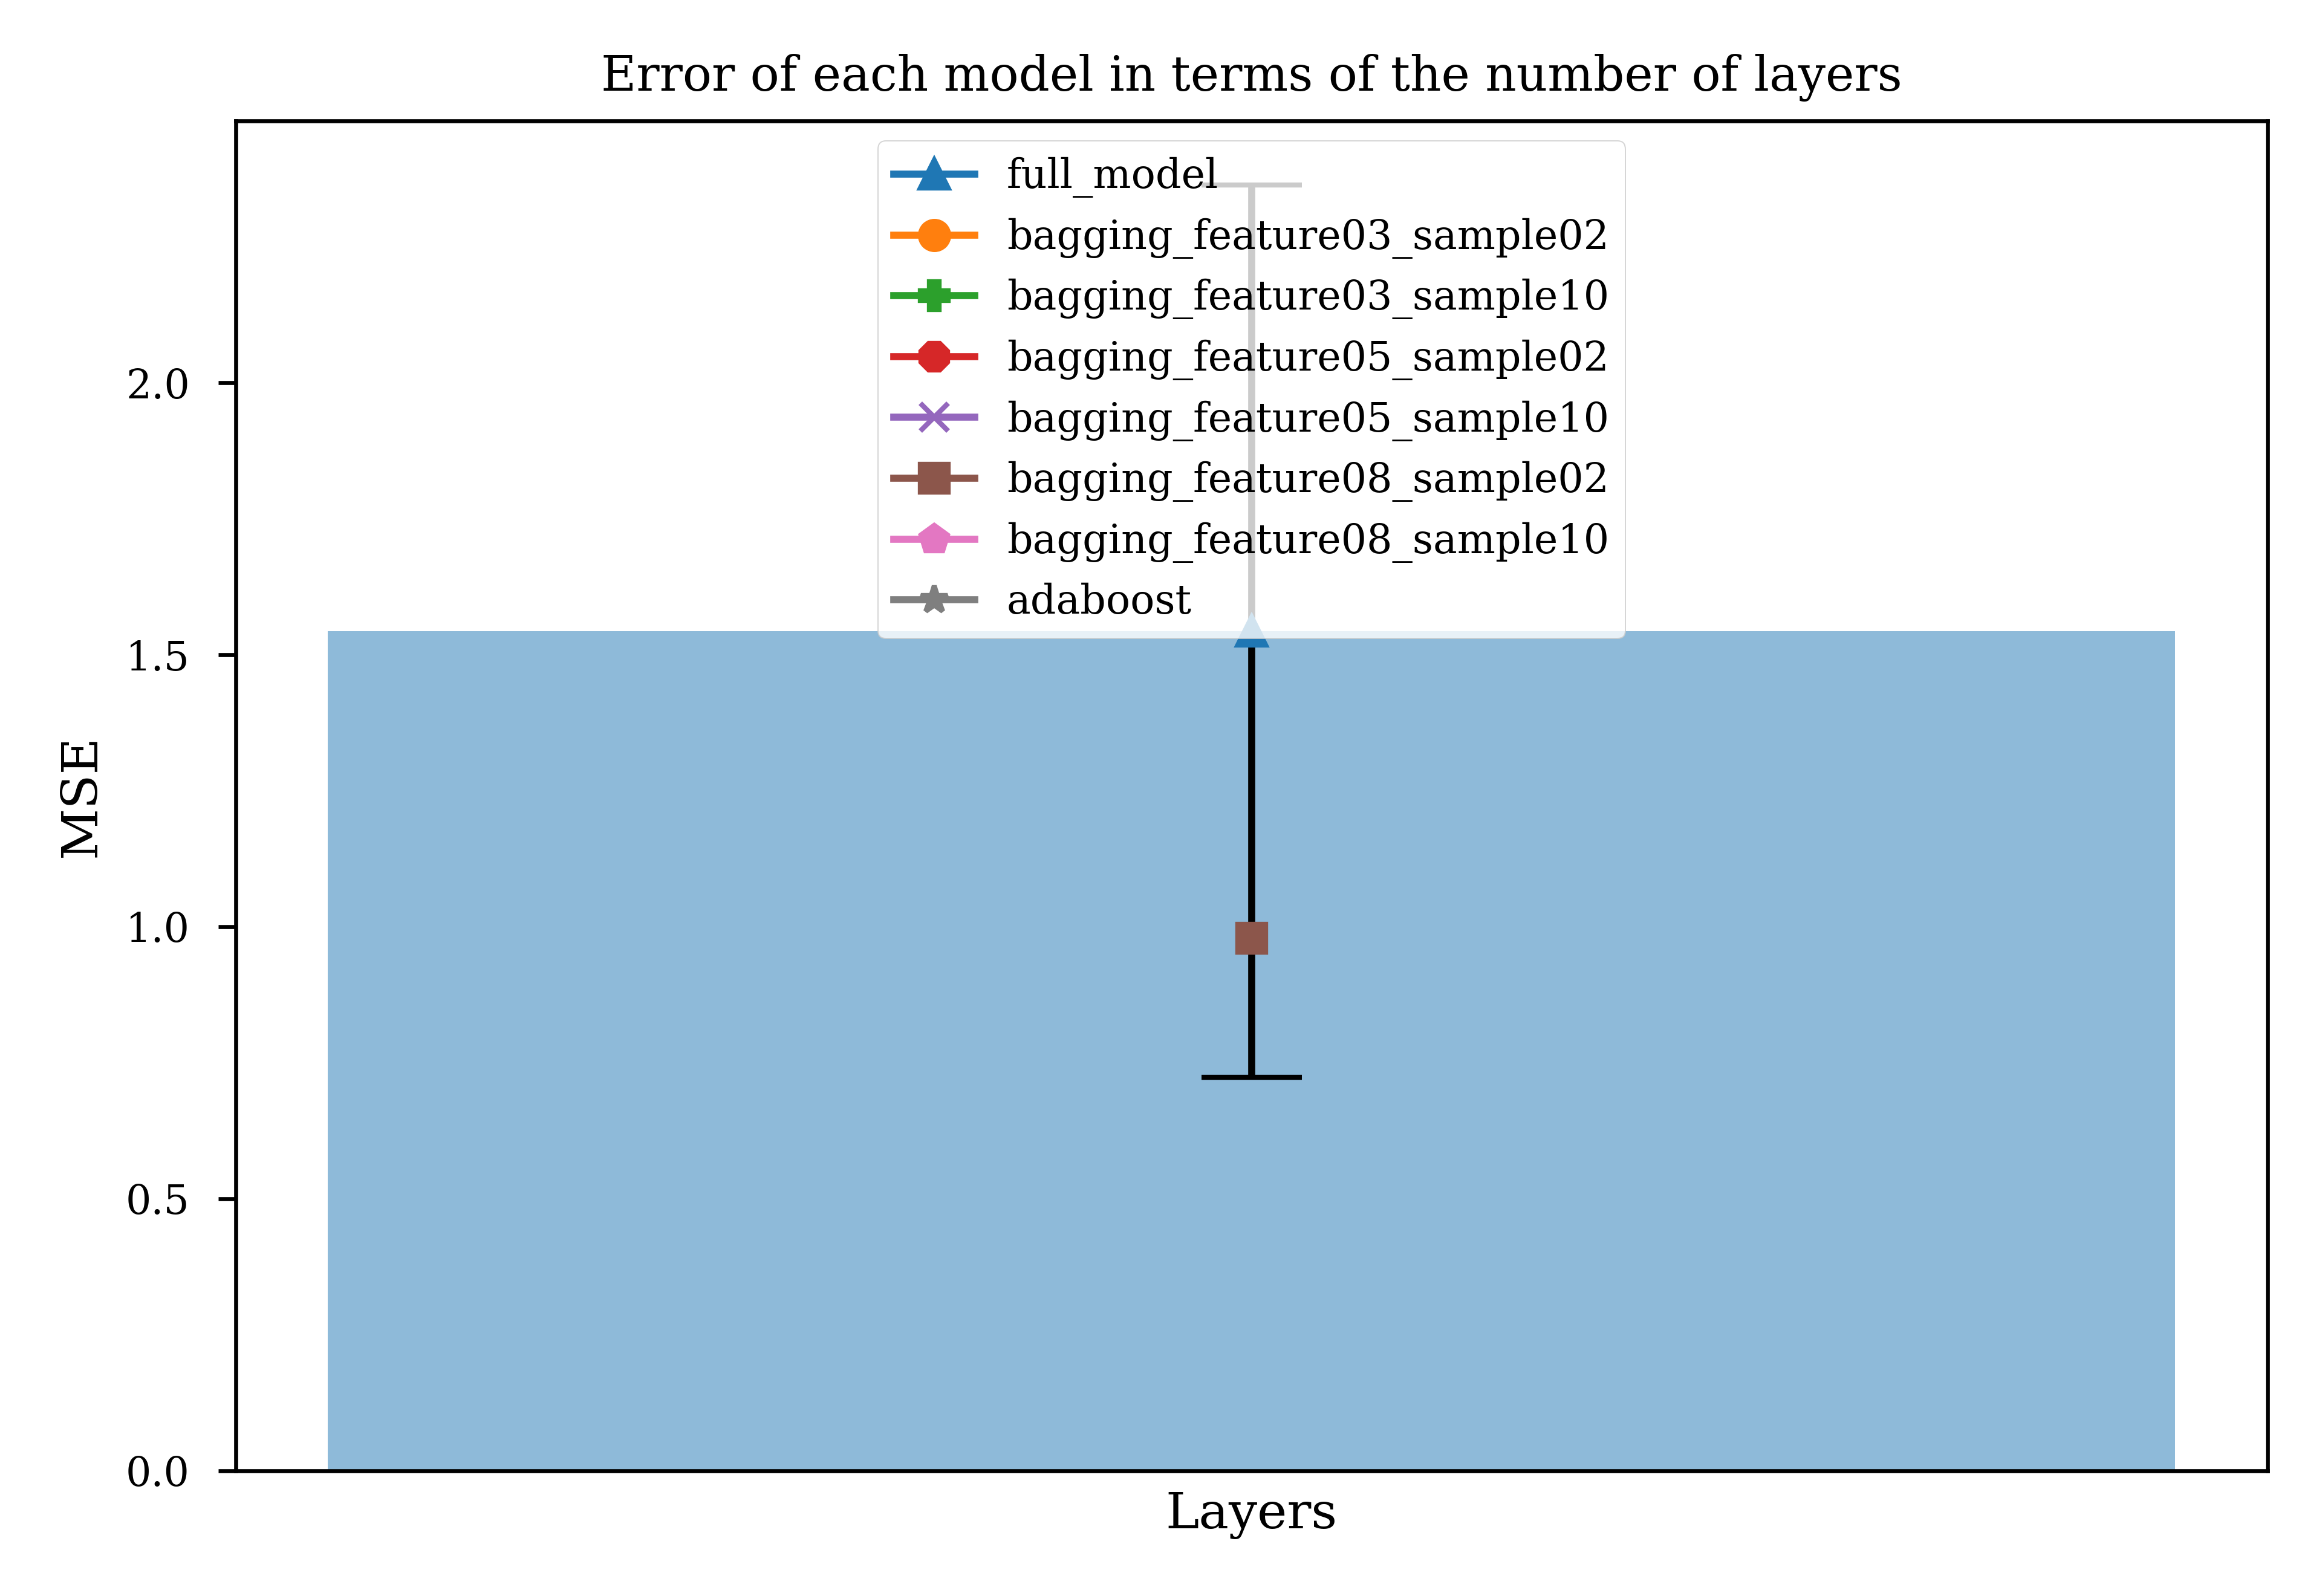 Error of each model in terms of the number of layers
full_model
bagging_feature03_sample02
bagging_feature03_sample10
bagging_feature05_sample02
bagging_feature05_sample10
bagging_feature08_sample02
bagging_feature08_sample10
adaboost
2.0
1.5
1.0
0.5
0.0
MSE
Layers